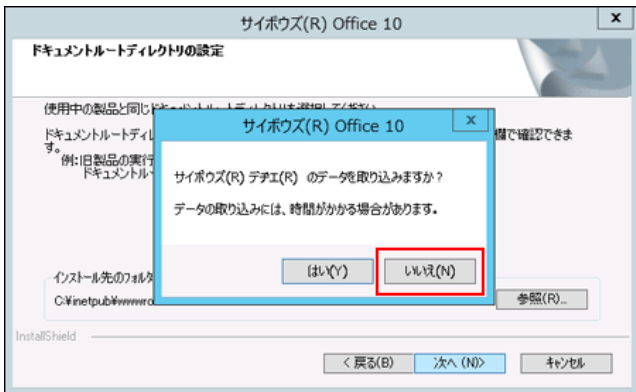 サイボウズ(R) Office 10
x
ドキュメントルートディレクトリの設定
使用中の製品と同じ
ドキュメントルートディレ
欄で確認できま
す。
例:旧製品の実行
ドキュメントルー
サイボウズ(R) Office 10
x
サイボウズ(R) デヂエ(R) のデータを取り込みますか?
データの取り込みには、時間がかかる場合があります。
はい(Y)
いいえ(N)
インストール先のフォルダ
C:¥inetpub¥wwwro
参照(R)...
InstallShield
< 戻る(B)
次へ (N)>
キャンセル